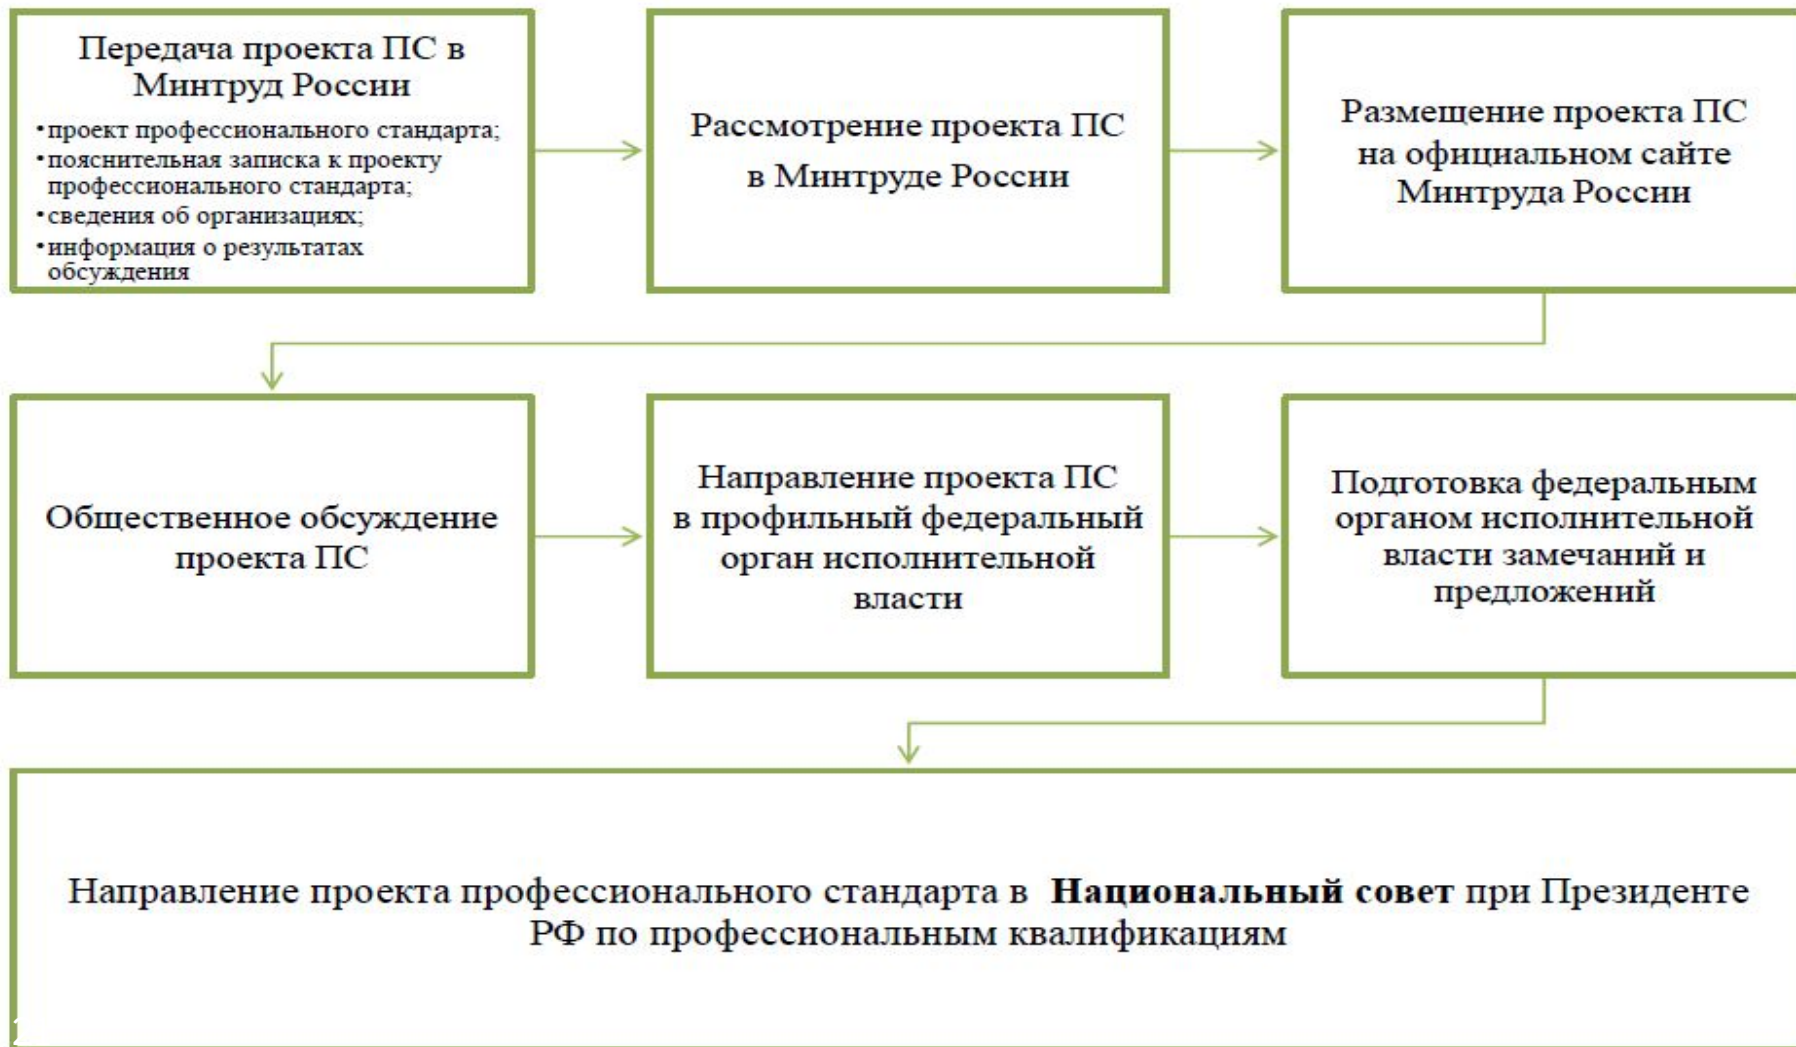 Передача проекта ПС в
Минтруд России
•проект профессионального стандарта;
•пояснительная записка к проекту
профессионального стандарта;
•сведения об организациях;
•информация о результатах
обсуждения
Рассмотрение проекта ПС
в Минтруде России
Размещение проекта ПС
на официальном сайте
Минтруда России
Общественное обсуждение
проекта ПС
Направление проекта ПС
в профильный федеральный
орган исполнительной
власти
Подготовка федеральным
органом исполнительной
власти замечаний и
предложений
Направление проекта профессионального стандарта в Национальный совет при Президенте
РФ по профессиональным квалификациям